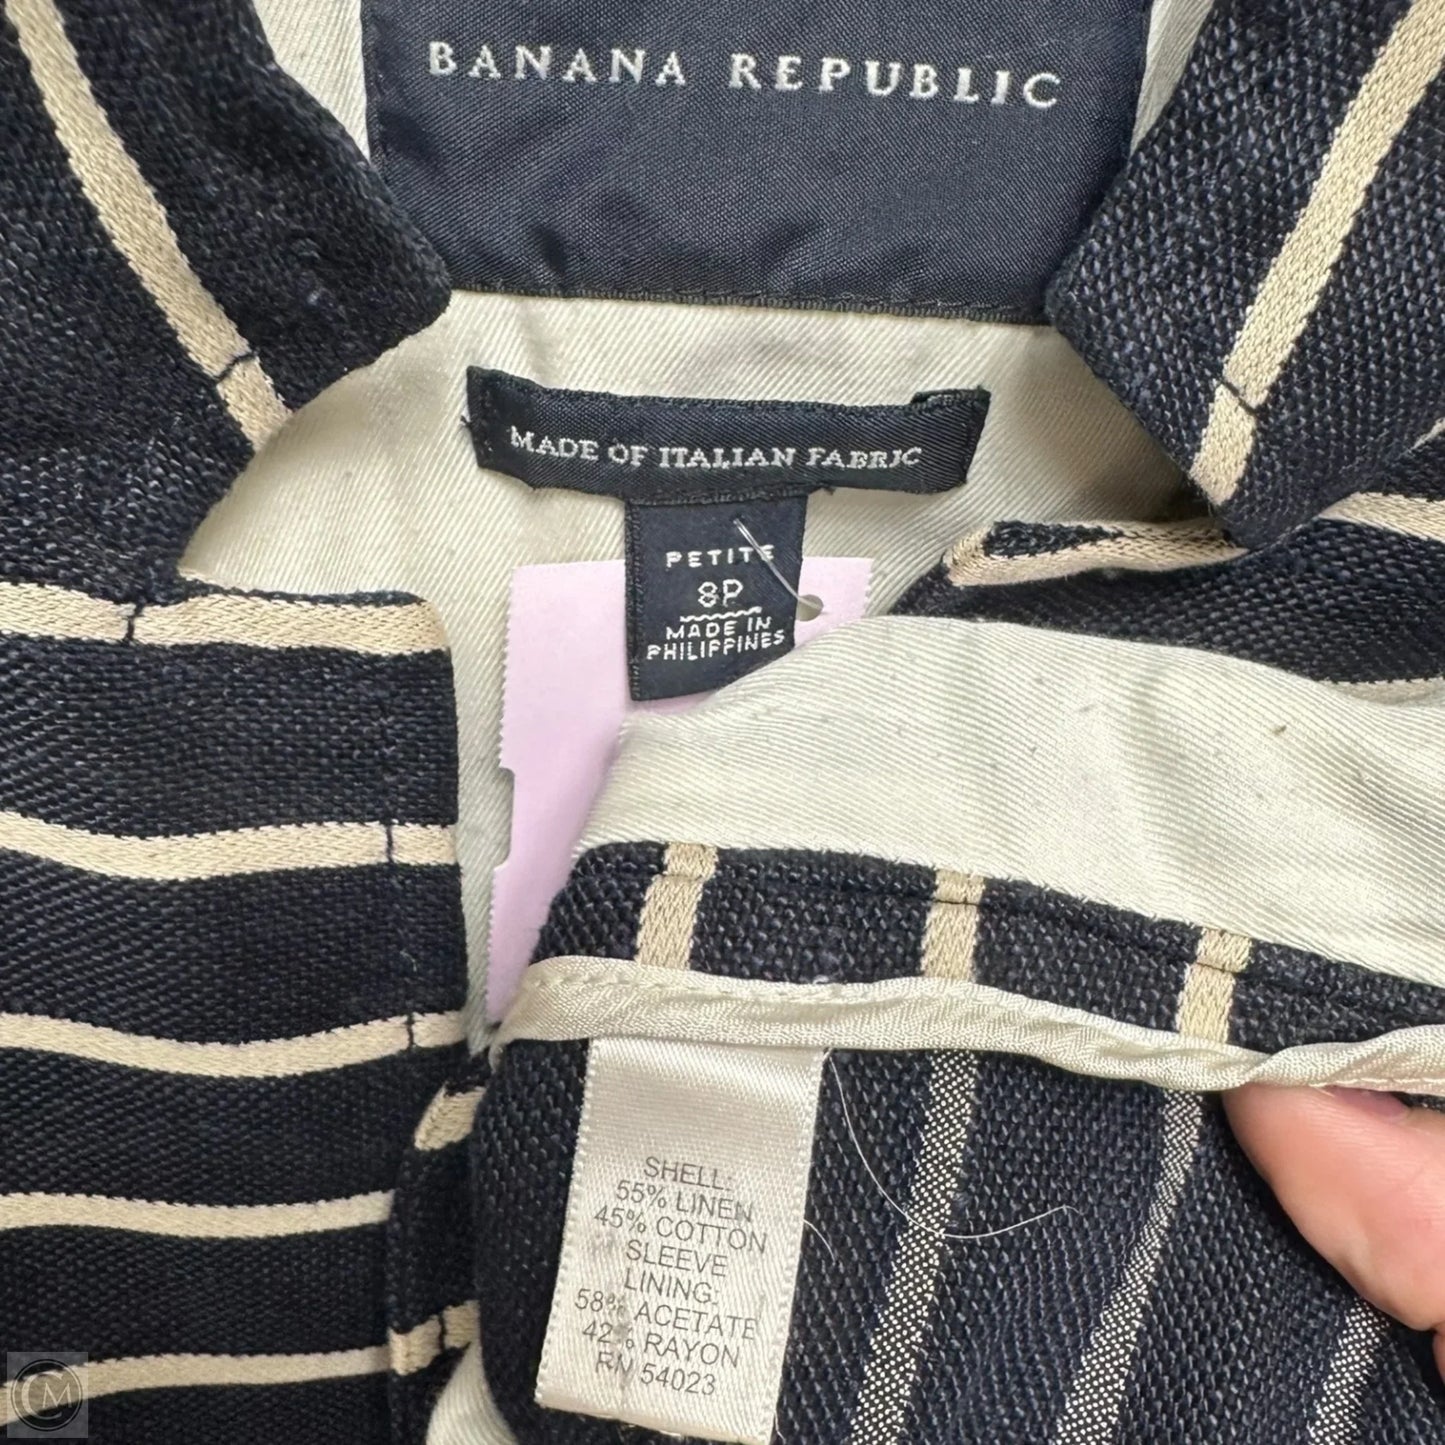 BANANA REPUBLIC
MADE OF ITALIAN FABRIC
PETITE
8P
MADE IN
PHILIPPINES
SHELL:
55% LINEN
45% COTTON
SLEEVE
LINING:
58% ACETATE
42% RAYON
RN 54023
CM